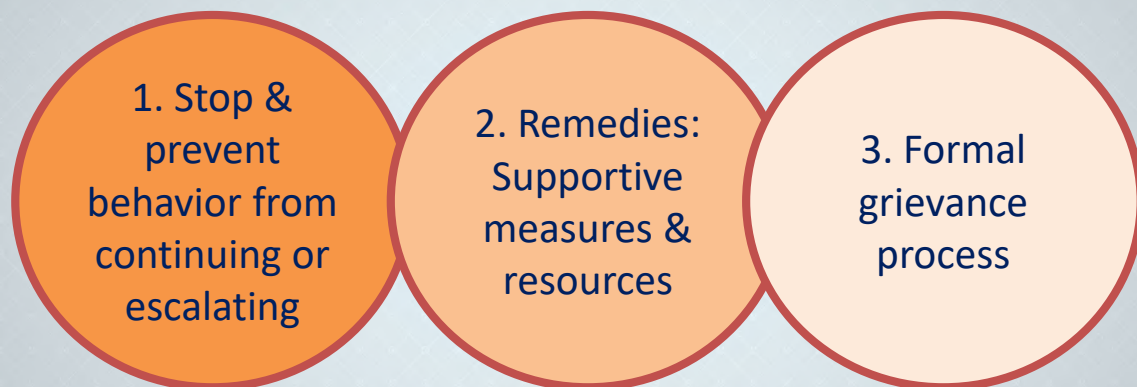 1. Stop &
prevent
behavior from
continuing or
escalating
2. Remedies:
Supportive
measures &
resources
3. Formal
grievance
process